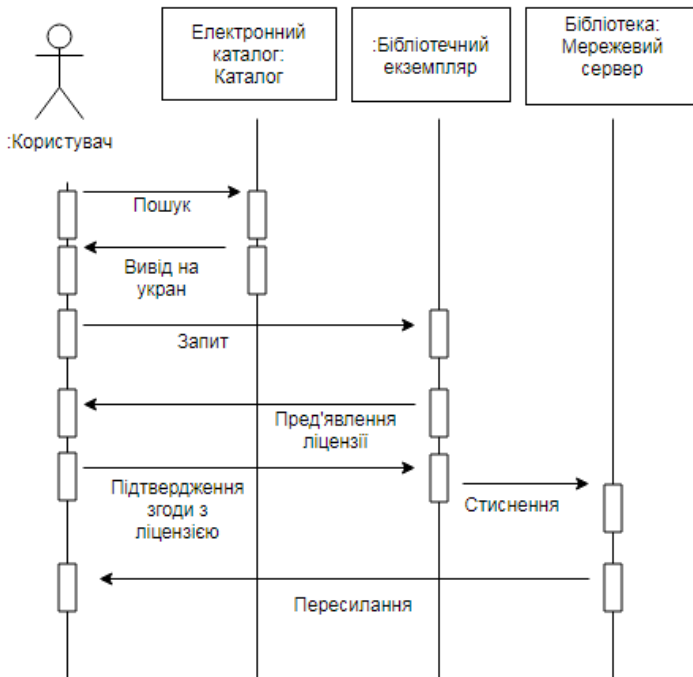 Електронний
каталог:
Каталог
:Бібліотечний
екземпляр
Бібліотека:
Мережевий
сервер
:Користувач
Пошук
Вивід на
укран
Запит
Пред'явлення
ліцензії
Підтвердження
згоди з
ліцензією
Стиснення
Пересилання